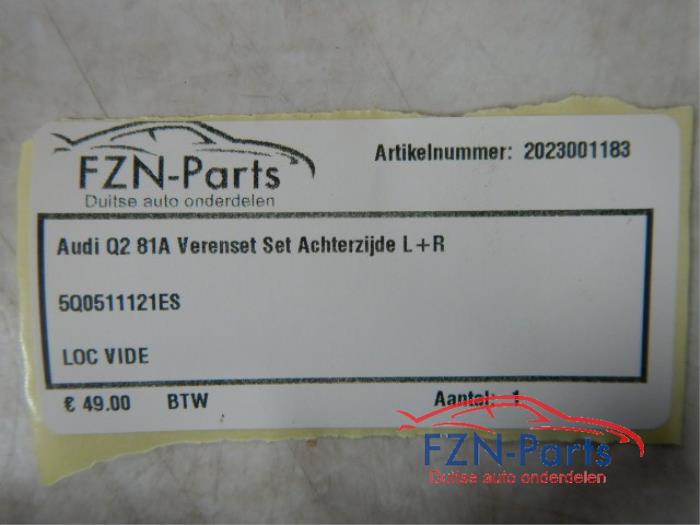 FZN-Parts
Duitse auto onderdelen
Artikelnummer: 2023001183
Audi Q2 81A Verenset Set Achterzijde L+R
5Q0511121ES
LOC VIDE
€ 49.00 BTW Aantal: 1
FZN-Parts
Duitse auto onderdelen